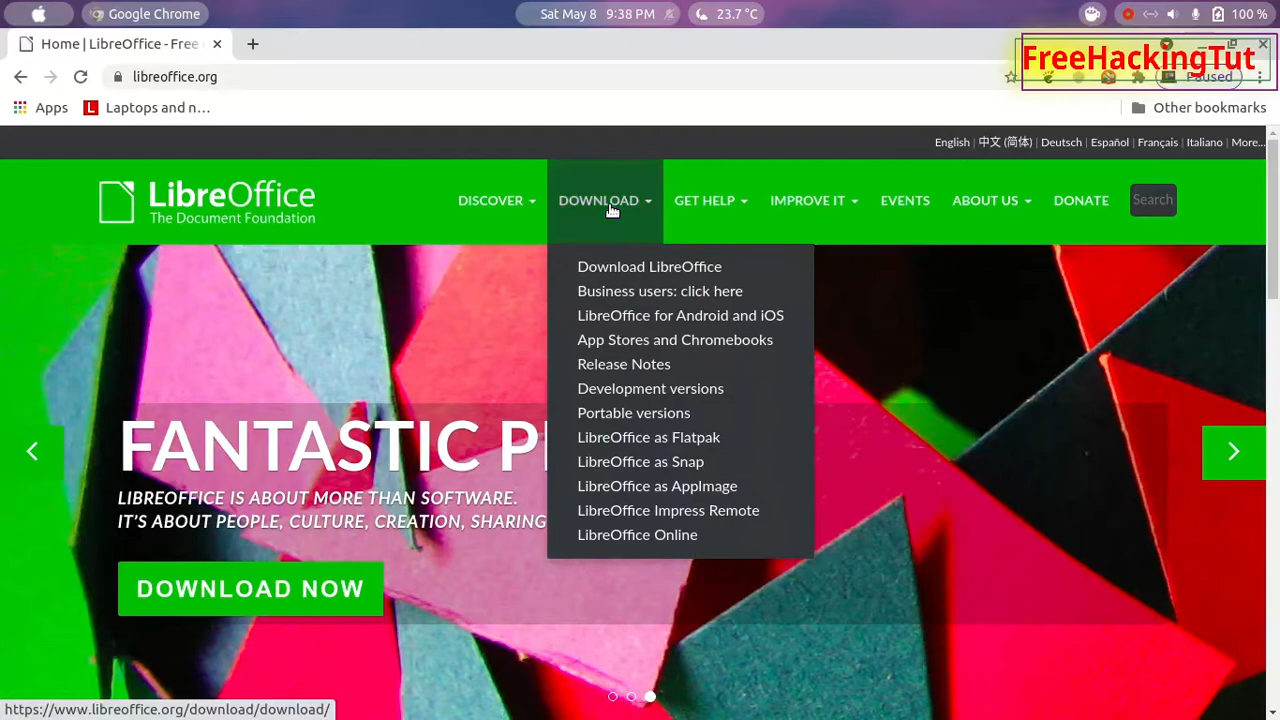 Google Chrome
Sat May 8 9:38 PM
23.7 °C
100 %
Home | LibreOffice - Free
FreeHackingTut
libreoffice.org
Paused
Apps
Laptops and n…
Other bookmarks
English | 中文 (简体) | Deutsch | Español | Français | Italiano | More...
LibreOffice
The Document Foundation
DISCOVER
DOWNLOAD
GET HELP
IMPROVE IT
EVENTS
ABOUT US
DONATE
Search
Download LibreOffice
Business users: click here
LibreOffice for Android and iOS
App Stores and Chromebooks
Release Notes
Development versions
Portable versions
LibreOffice as Flatpak
LibreOffice as Snap
LibreOffice as AppImage
LibreOffice Impress Remote
LibreOffice Online
FANTASTIC P
LIBREOFFICE IS ABOUT MORE THAN SOFTWARE.
IT'S ABOUT PEOPLE, CULTURE, CREATION, SHARING
DOWNLOAD NOW
https://www.libreoffice.org/download/download/